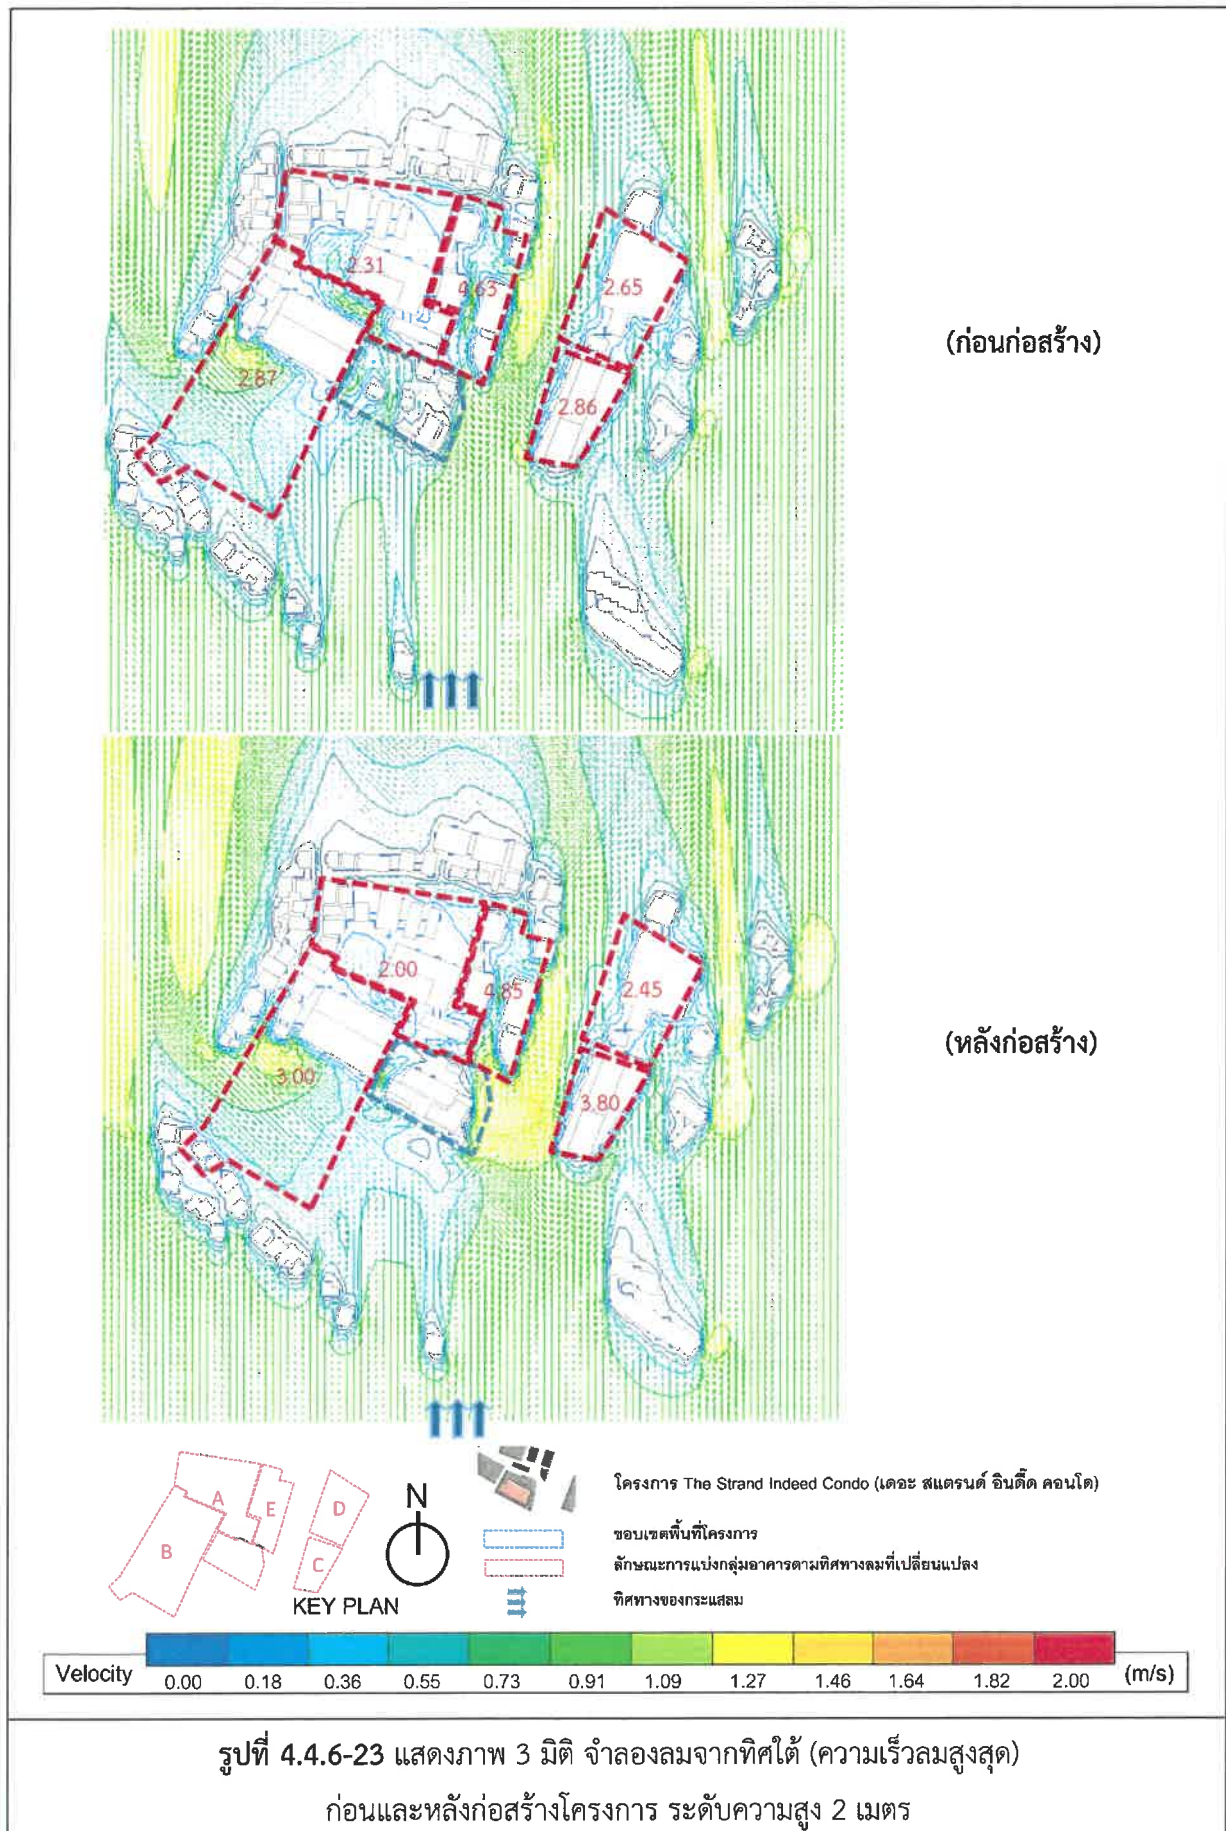 2.31
4.63
2.65
2.87
2.86
(ก่อนก่อสร้าง)
2.00
4.85
2.45
3.00
3.80
(หลังก่อสร้าง)
A
E
D
B
C
KEY PLAN
N
โครงการ The Strand Indeed Condo (เดอะ สแตรนด์ อินดี๊ด คอนโด)
ขอบเขตพื้นที่โครงการ
ลักษณะการแบ่งกลุ่มอาคารตามทิศทางลมที่เปลี่ยนแปลง
ทิศทางของกระแสลม
Velocity 0.00 0.18 0.36 0.55 0.73 0.91 1.09 1.27 1.46 1.64 1.82 2.00 (m/s)
รูปที่ 4.4.6-23 แสดงภาพ 3 มิติ จำลองลมจากทิศใต้ (ความเร็วลมสูงสุด)
ก่อนและหลังก่อสร้างโครงการ ระดับความสูง 2 เมตร